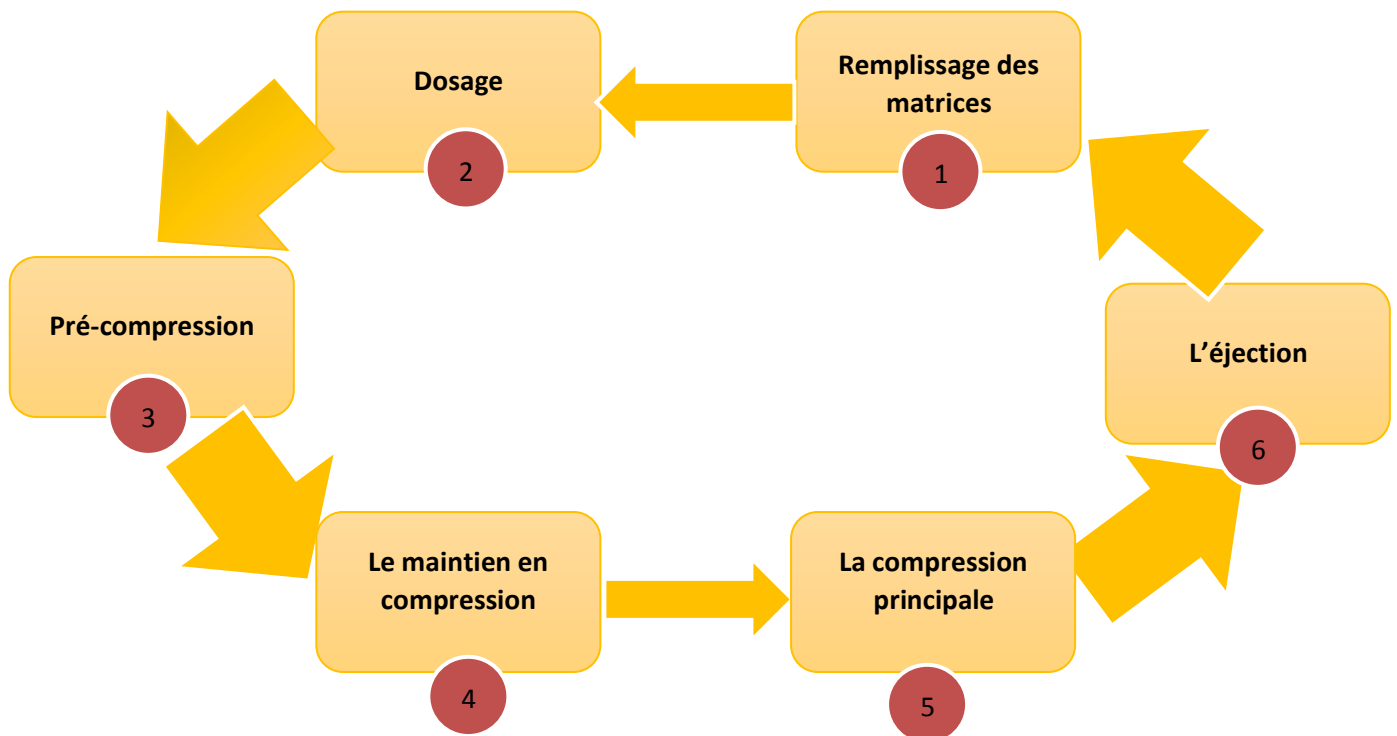 Remplissage des
matrices
1
Dosage
2
Pré-compression
3
Le maintien en
compression
4
La compression
principale
5
L’éjection
6